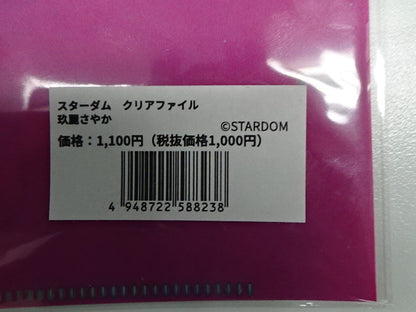 スターダム クリアファイル
玖麗さやか
©STARDOM
価格：1,100円（税抜価格1,000円）
4 948722 588238